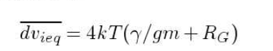 $\overline{dv_{ieq}} = 4kT(\gamma/gm + R_G)$